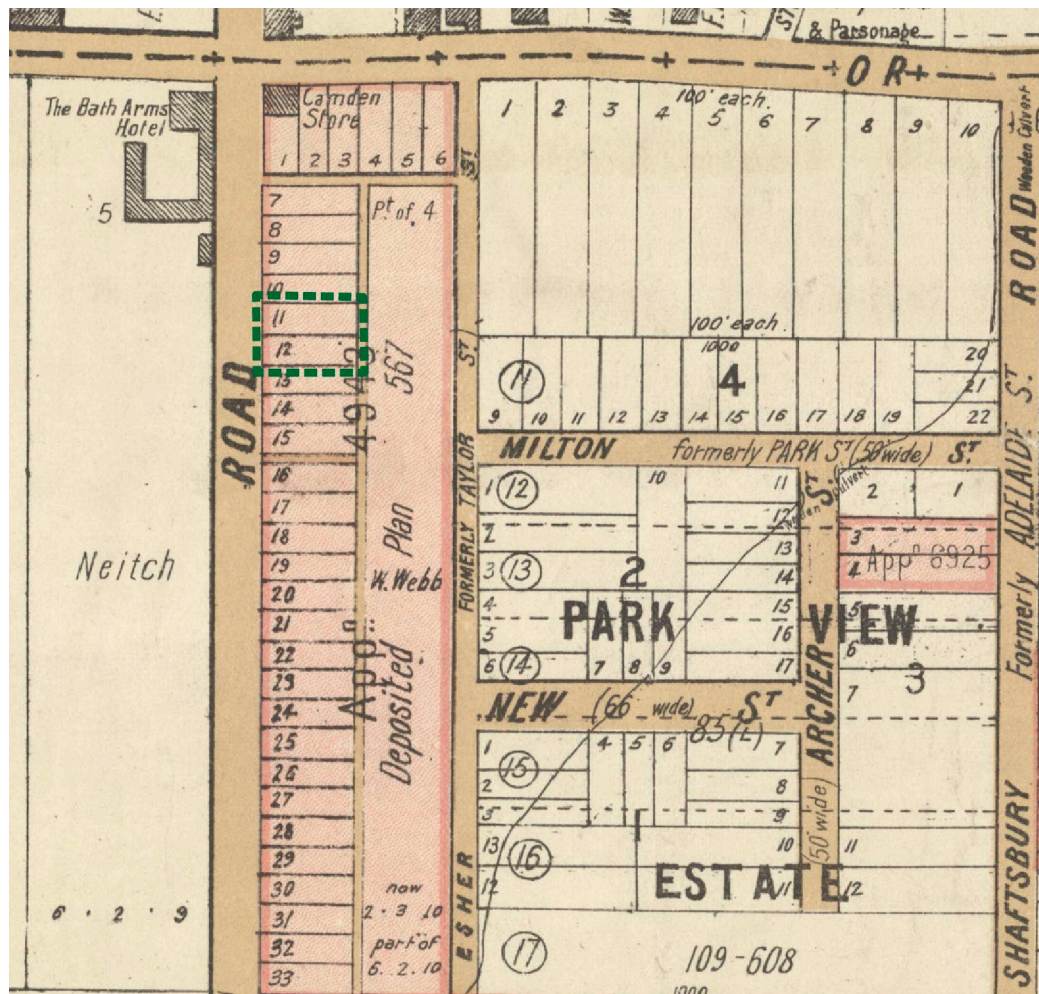 & Parsonage
O R
The Bath Arms
Hotel
5
Camden
Store
1 2 3 4 5 6
ST
1 2 3 4 5 6 7 8 9 10
100' each.
Wooden Culvert
ROAD
7
8
9
10
11
12
13
14
15
16
17
18
19
20
21
22
23
24
25
26
27
28
29
30
31
32
33
Pt of 4
ROAD
Appn 4943
567
Deposited Plan
W. Webb
now
2 . 3 10
part of
6. 2. 10
Neitch
6 . 2 . 9
ESHER ST
FORMERLY TAYLOR ST.)
100' each.
1000
11
4
20
21
22
9 10 11 12 13 14 15 16 17 18 19
MILTON formerly PARK ST (50' wide) ST
1 12 10 11 2 1
2 12
3 13 2 13
14
3
4 Appn 6925
4 15 5
5 16 6
6 14 7 8 9 17 7
PARK VIEW
3
Wooden Culvert
NEW (66 wide) ST
85(L)
ARCHER ST
(50' wide)
1 4 5 6 7
15
2 8
3 9
13 16 10 11
12 11 12
ESTATE
17
109-608
1000
SHAFTSBURY ROAD
Formerly ADELAIDE ST